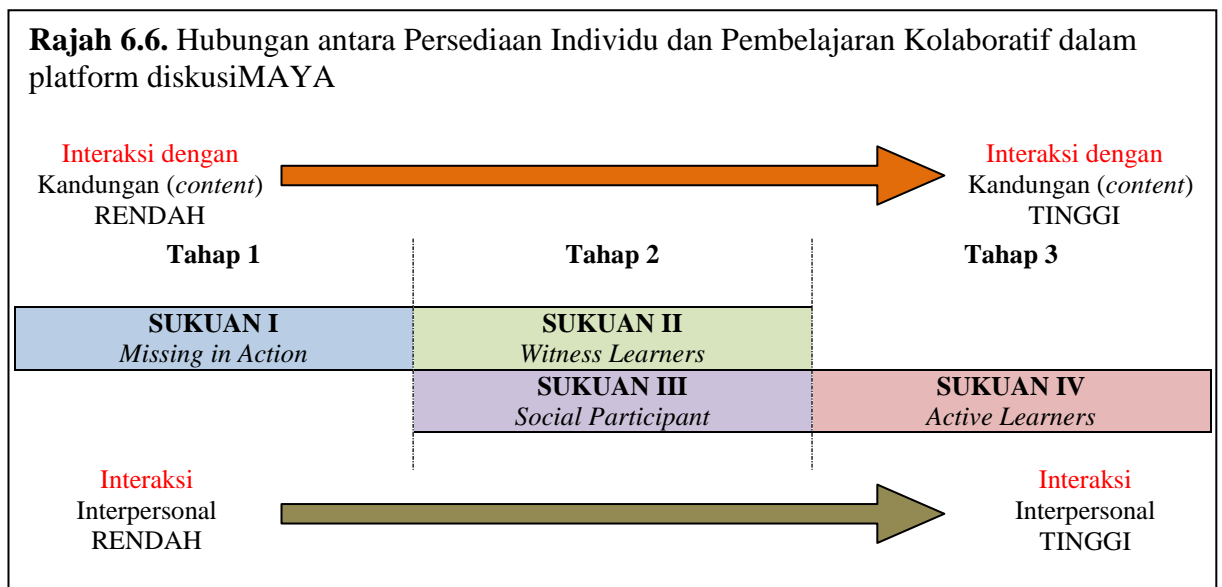 Rajah 6.6. Hubungan antara Persediaan Individu dan Pembelajaran Kolaboratif dalam
platform diskusiMAYA
Interaksi dengan
Kandungan (content)
RENDAH
Interaksi dengan
Kandungan (content)
TINGGI
Tahap 1
Tahap 2
Tahap 3
SUKUAN I
Missing in Action
SUKUAN II
Witness Learners
SUKUAN III
Social Participant
SUKUAN IV
Active Learners
Interaksi
Interpersonal
RENDAH
Interaksi
Interpersonal
TINGGI